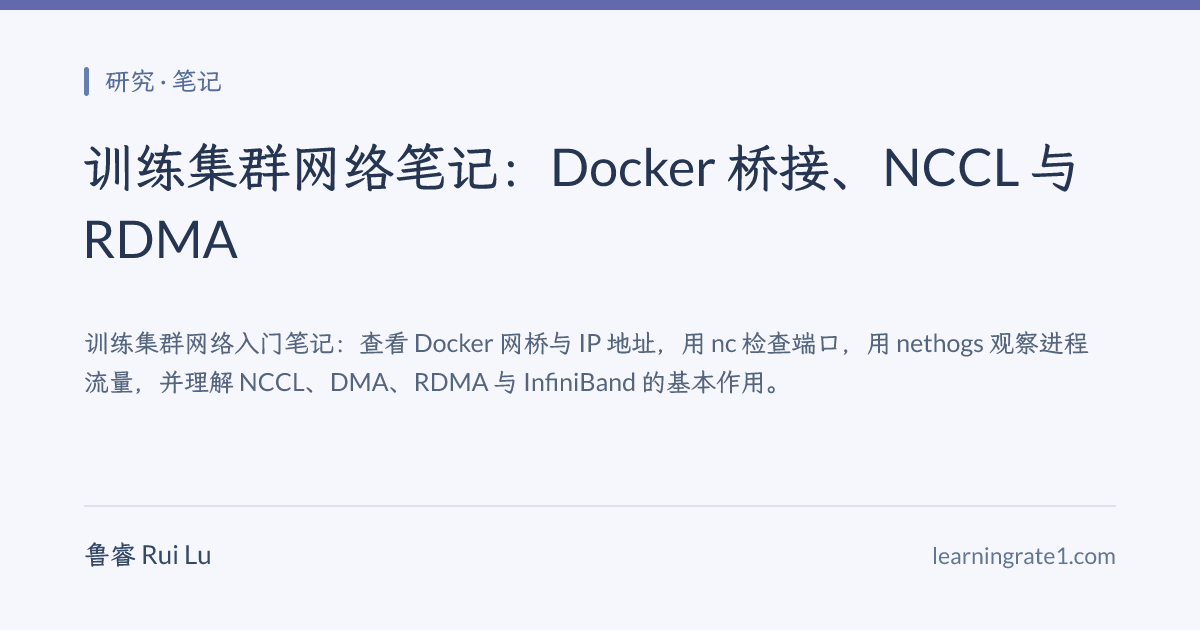 研究 · 笔记
训练集群网络笔记：Docker 桥接、NCCL 与
RDMA
训练集群网络入门笔记：查看 Docker 网桥与 IP 地址，用 nc 检查端口，用 nethogs 观察进程
流量，并理解 NCCL、DMA、RDMA 与 InfiniBand 的基本作用。
鲁睿 Rui Lu
learningrate1.com